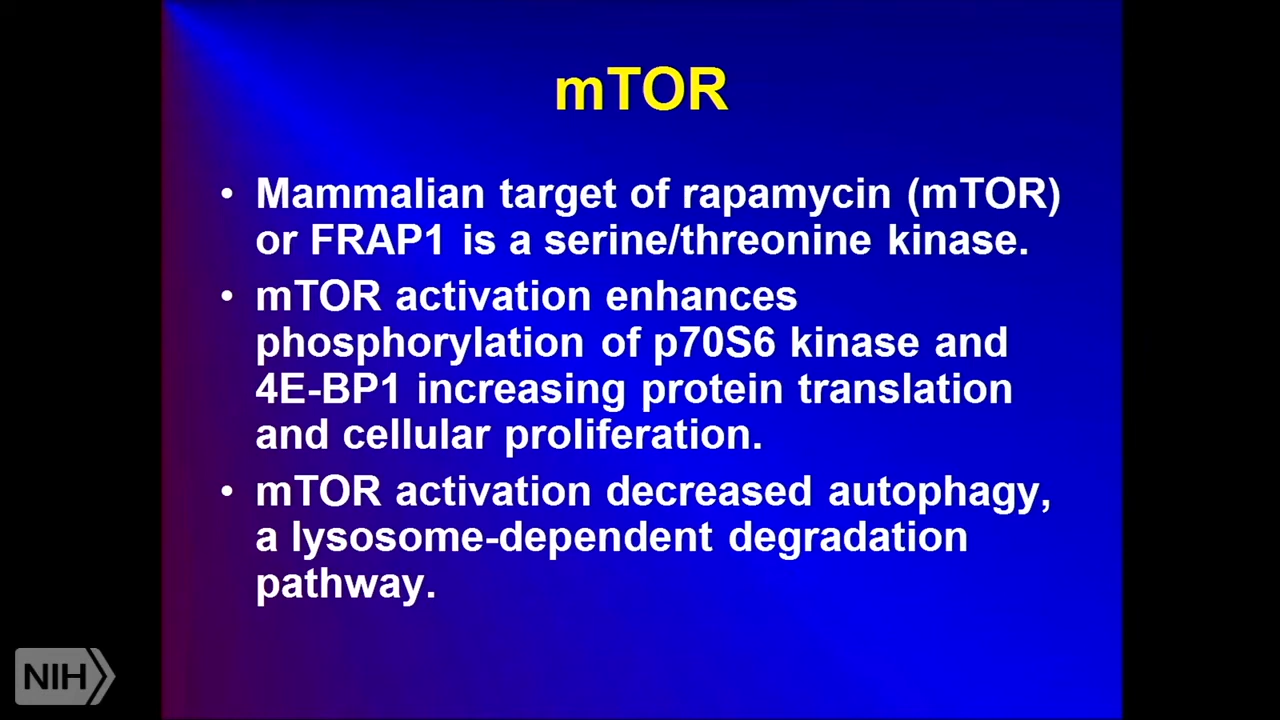 mTOR
• Mammalian target of rapamycin (mTOR)
or FRAP1 is a serine/threonine kinase.
• mTOR activation enhances
phosphorylation of p70S6 kinase and
4E-BP1 increasing protein translation
and cellular proliferation.
• mTOR activation decreased autophagy,
a lysosome-dependent degradation
pathway.
NIH